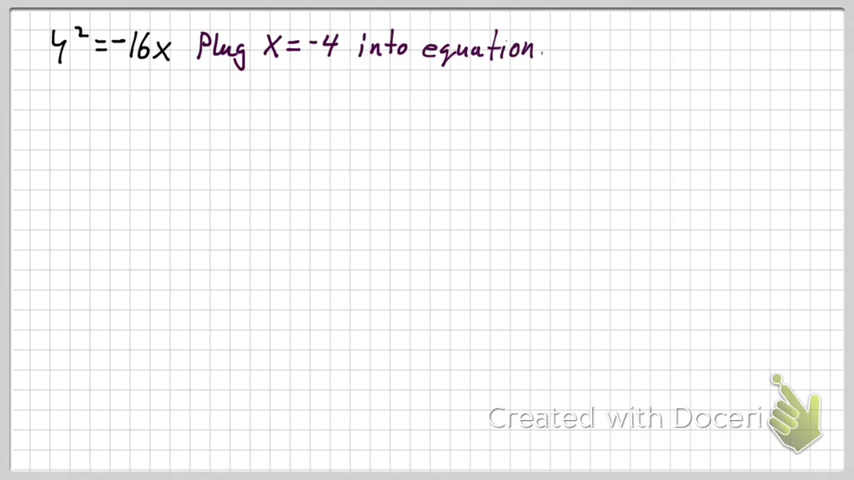 y² = -16x Plug x = -4 into equation.
Created with Doceri